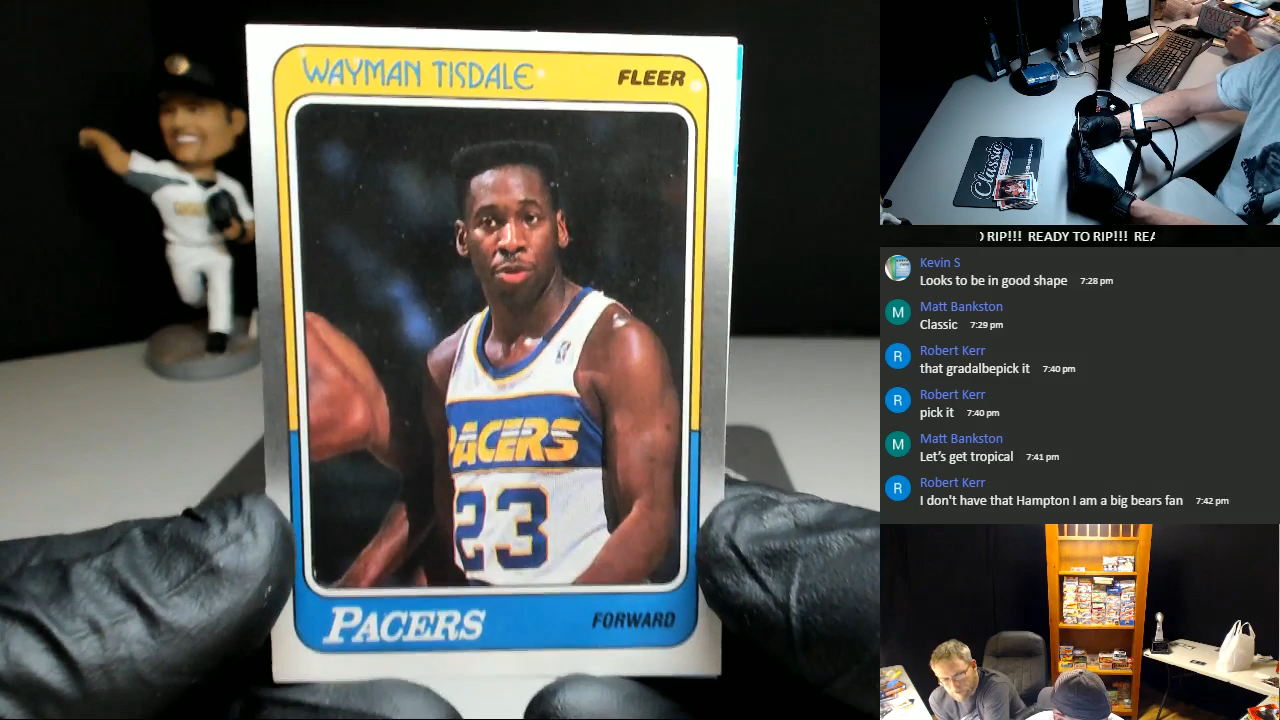 WAYMAN TISDALE
FLEER
PACERS
23
PACERS
FORWARD
Classic
RIP!!! READY TO RIP!!!
Kevin S
Looks to be in good shape 7:28 pm
Matt Bankston
Classic 7:29 pm
Robert Kerr
that gradalbepick it 7:40 pm
Robert Kerr
pick it 7:40 pm
Matt Bankston
Let's get tropical 7:41 pm
Robert Kerr
I don't have that Hampton I am a big bears fan 7:42 pm
M
R
R
M
R